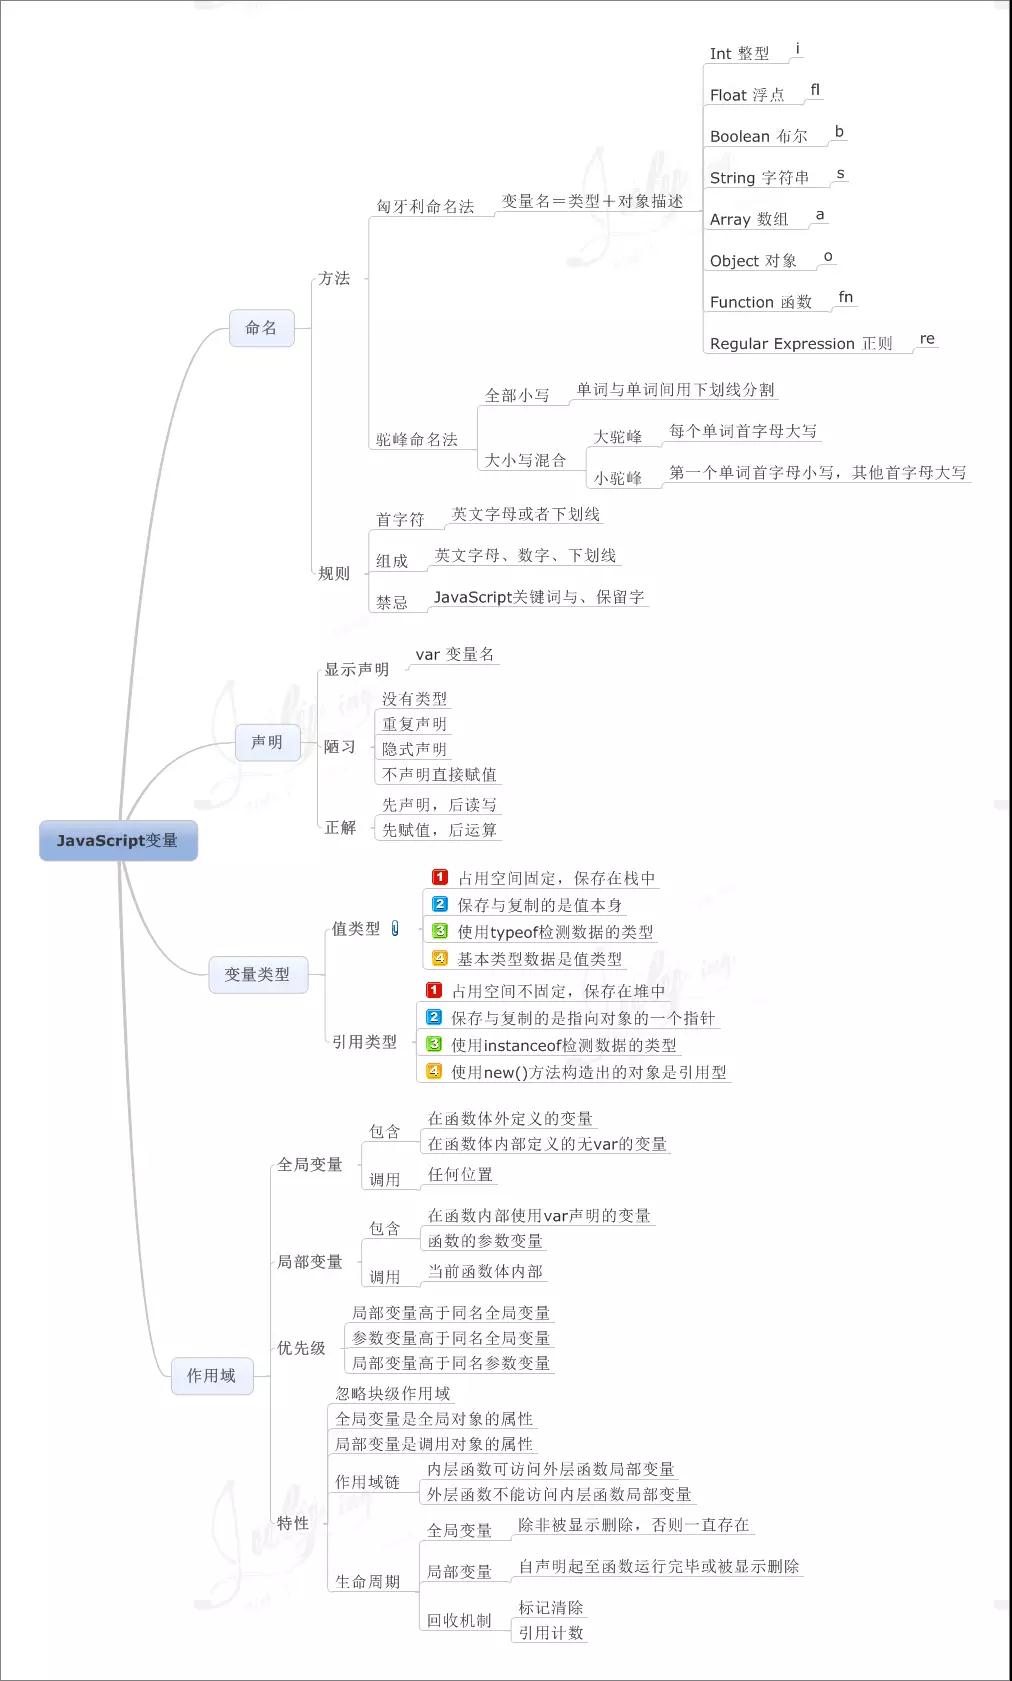 JavaScript变量
命名
方法
匈牙利命名法
变量名＝类型＋对象描述
Int 整型
i
Float 浮点
fl
Boolean 布尔
b
String 字符串
s
Array 数组
a
Object 对象
o
Function 函数
fn
Regular Expression 正则
re
驼峰命名法
全部小写
单词与单词间用下划线分割
大小写混合
大驼峰
每个单词首字母大写
小驼峰
第一个单词首字母小写，其他首字母大写
规则
首字符
英文字母或者下划线
组成
英文字母、数字、下划线
禁忌
JavaScript关键词与、保留字
声明
显示声明
var 变量名
陋习
没有类型
重复声明
隐式声明
不声明直接赋值
正解
先声明，后读写
先赋值，后运算
变量类型
值类型
1 占用空间固定，保存在栈中
2 保存与复制的是值本身
3 使用typeof检测数据的类型
4 基本类型数据是值类型
引用类型
1 占用空间不固定，保存在堆中
2 保存与复制的是指向对象的一个指针
3 使用instanceof检测数据的类型
4 使用new()方法构造出的对象是引用型
作用域
全局变量
包含
在函数体外定义的变量
在函数体内部定义的无var的变量
调用
任何位置
局部变量
包含
在函数内部使用var声明的变量
函数的参数变量
调用
当前函数体内部
优先级
局部变量高于同名全局变量
参数变量高于同名全局变量
局部变量高于同名参数变量
特性
忽略块级作用域
全局变量是全局对象的属性
局部变量是调用对象的属性
作用域链
内层函数可访问外层函数局部变量
外层函数不能访问内层函数局部变量
生命周期
全局变量
除非被显示删除，否则一直存在
局部变量
自声明起至函数运行完毕或被显示删除
回收机制
标记清除
引用计数